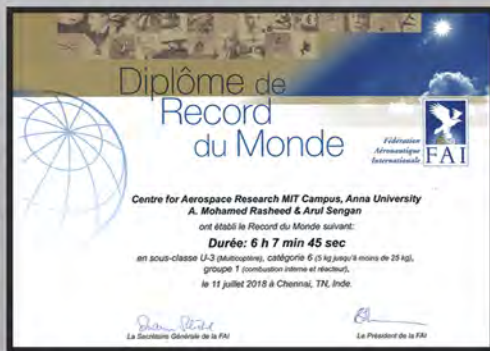 Diplôme de
Record
du Monde
Fédération
Aéronautique
Internationale
FAI
Centre for Aerospace Research MIT Campus, Anna University
A. Mohamed Rasheed & Arul Sengan
ont établi le Record du Monde suivant:
Durée: 6 h 7 min 45 sec
en sous-classe U-3 (Multicoptère), catégorie 6 (5 kg jusqu'à moins de 25 kg),
groupe 1 (combustion interne et réacteur),
le 11 juillet 2018 à Chennai, TN, Inde.
La Secrétaire Générale de la FAI
Le Président de la FAI